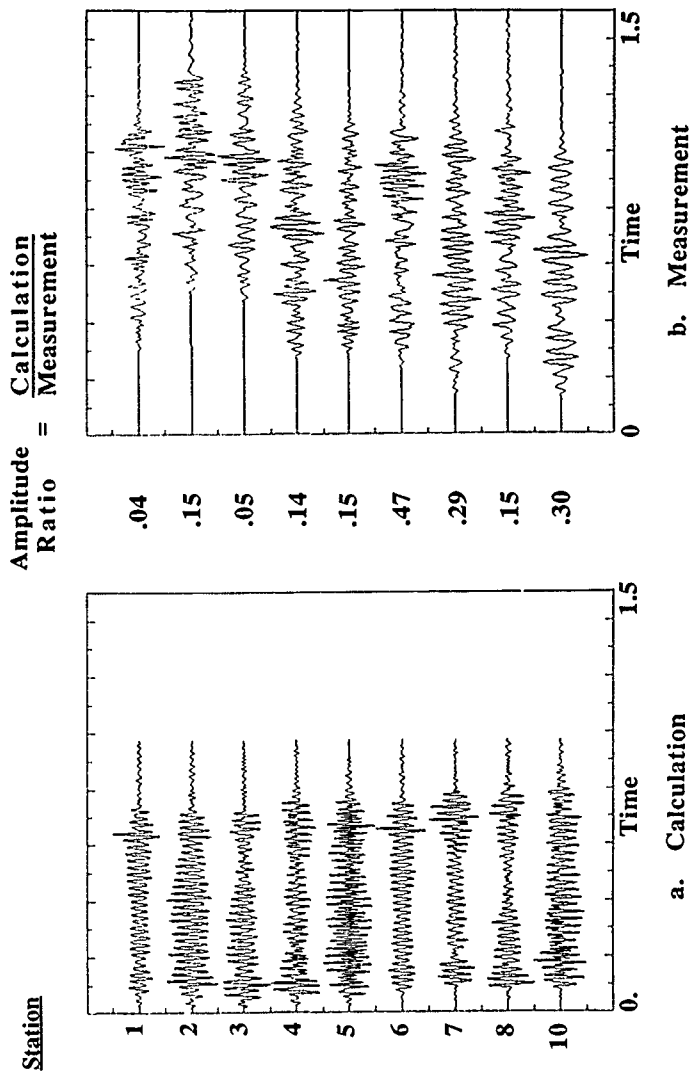 Station
Amplitude
Ratio = Calculation
Measurement
1
2
3
4
5
6
7
8
10
.04
.15
.05
.14
.15
.47
.29
.15
.30
0. Time 1.5
0 Time 1.5
a. Calculation
b. Measurement